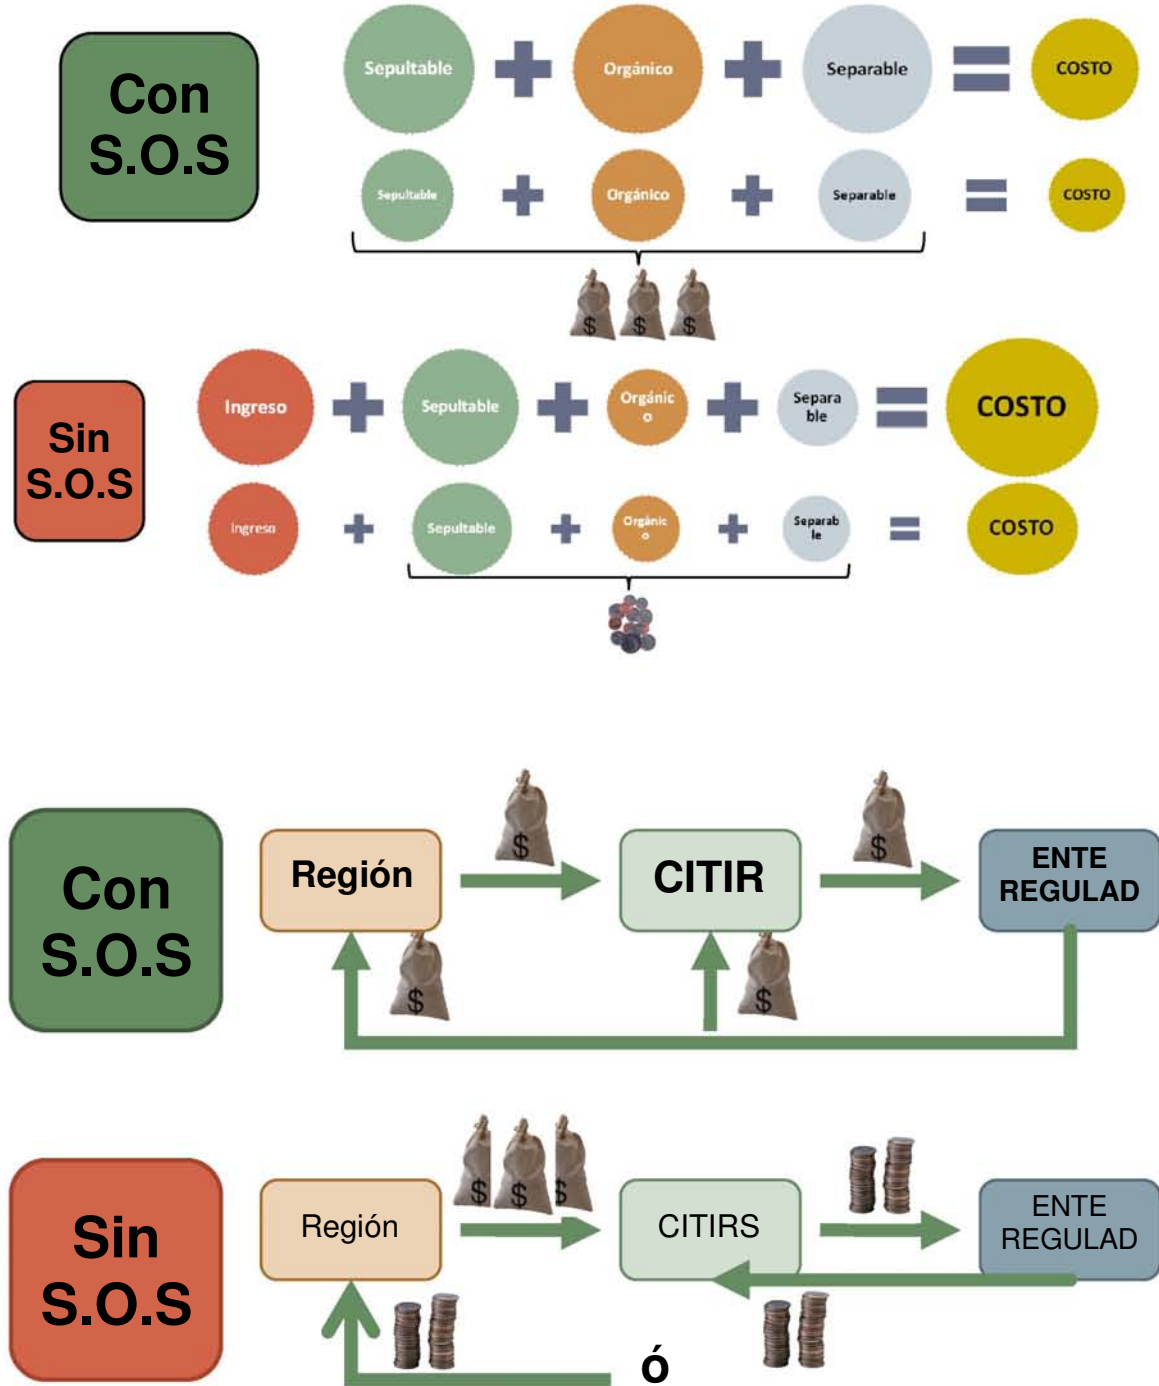 Con
S.O.S
Sepultable
Orgánico
Separable
COSTO
Sepultable
Orgánico
Separable
COSTO
$ $ $
Sin
S.O.S
Ingreso
Sepultable
Orgánic
o
Separa
ble
COSTO
Ingreso
Sepultable
Orgánic
o
Separab
le
COSTO
Con
S.O.S
Región
$
CITIR
$
ENTE
REGULAD
$
$
Sin
S.O.S
Región
$ $ $
CITIRS
ENTE
REGULAD
ó